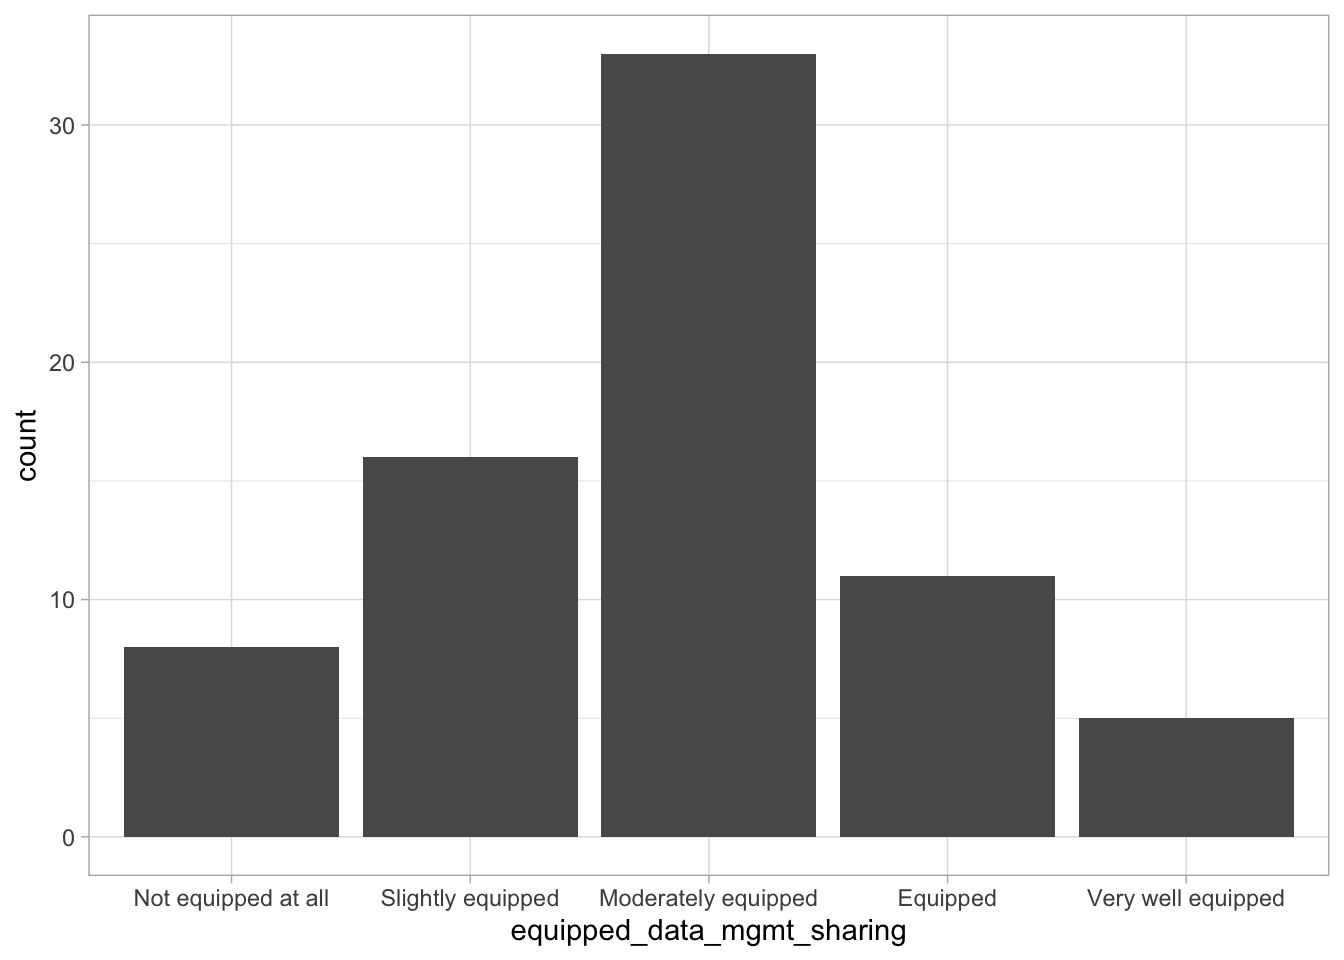 30
20
10
0
count
Not equipped at all
Slightly equipped
Moderately equipped
Equipped
Very well equipped
equipped_data_mgmt_sharing